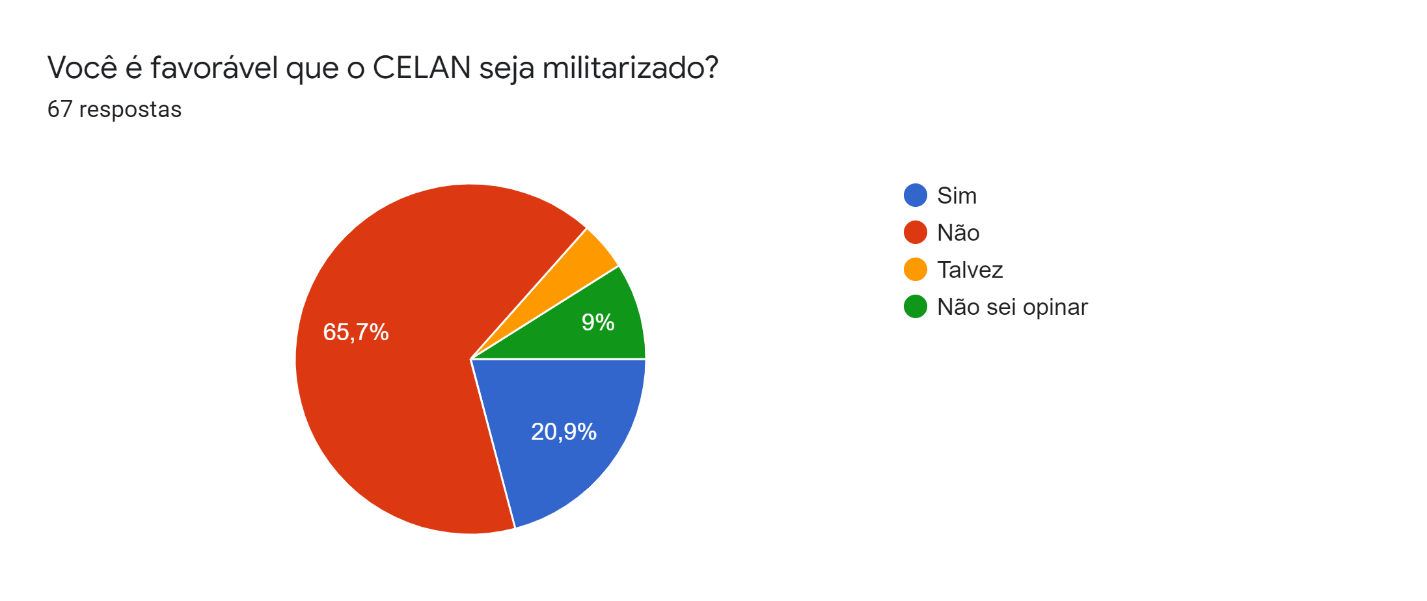 Você é favorável que o CELAN seja militarizado?
67 respostas
Sim
Não
Talvez
Não sei opinar
65,7%
9%
20,9%